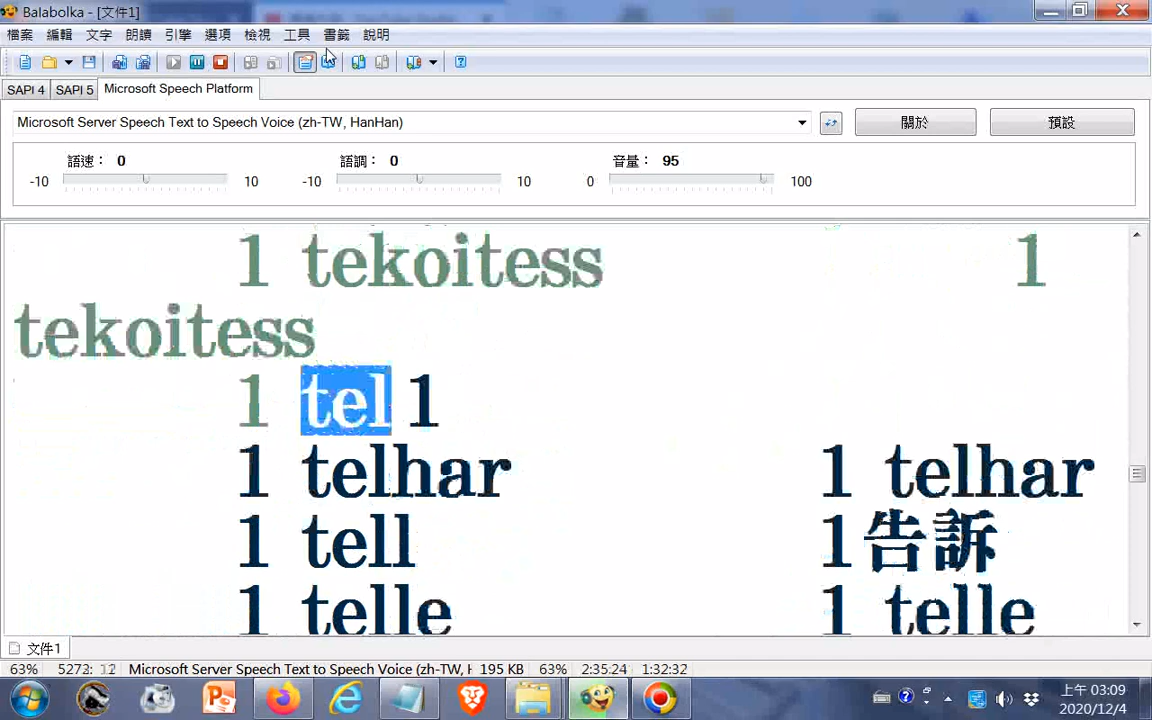 Balabolka - [文件1]
檔案 編輯 文字 朗讀 引擎 選項 檢視 工具 書籤 說明
SAPI 4 SAPI 5 Microsoft Speech Platform
Microsoft Server Speech Text to Speech Voice (zh-TW, HanHan) 關於 預設
語速： 0 語調： 0 音量： 95
-10 10 -10 10 0 100
1 tekoitess 1
tekoitess
1 tel 1
1 telhar 1 telhar
1 tell 1告訴
1 telle 1 telle
文件1
63% 5272: 12 Microsoft Server Speech Text to Speech Voice (zh-TW, H 195 KB 63% 2:35:24 1:32:32
上午 03:09
2020/12/4